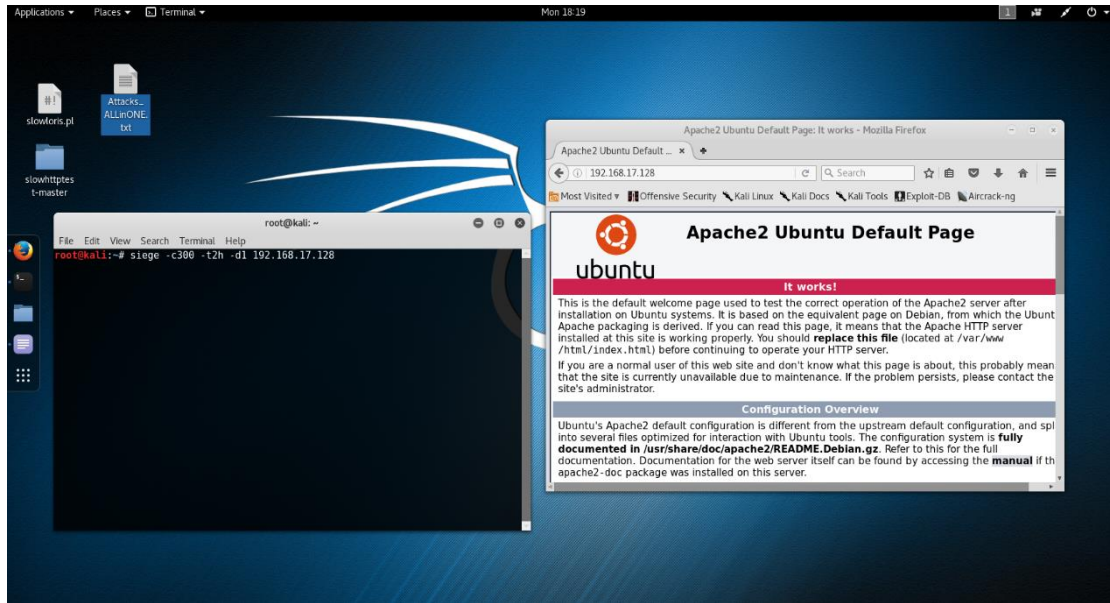 Applications ▾ Places ▾ Terminal ▾ Mon 18:19 1
slowloris.pl
Attacks_
ALLinONE.
txt
slowhttptes
t-master
root@kali: ~
File Edit View Search Terminal Help
root@kali:~# siege -c300 -t2h -d1 192.168.17.128
Apache2 Ubuntu Default Page: It works - Mozilla Firefox
Apache2 Ubuntu Default ... × +
192.168.17.128 Search
Most Visited ▾ Offensive Security Kali Linux Kali Docs Kali Tools Exploit-DB Aircrack-ng
ubuntu
Apache2 Ubuntu Default Page
It works!
This is the default welcome page used to test the correct operation of the Apache2 server after
installation on Ubuntu systems. It is based on the equivalent page on Debian, from which the Ubunt
Apache packaging is derived. If you can read this page, it means that the Apache HTTP server
installed at this site is working properly. You should replace this file (located at /var/www
/html/index.html) before continuing to operate your HTTP server.
If you are a normal user of this web site and don't know what this page is about, this probably mean
that the site is currently unavailable due to maintenance. If the problem persists, please contact the
site's administrator.
Configuration Overview
Ubuntu's Apache2 default configuration is different from the upstream default configuration, and spl
into several files optimized for interaction with Ubuntu tools. The configuration system is fully
documented in /usr/share/doc/apache2/README.Debian.gz. Refer to this for the full
documentation. Documentation for the web server itself can be found by accessing the manual if th
apache2-doc package was installed on this server.